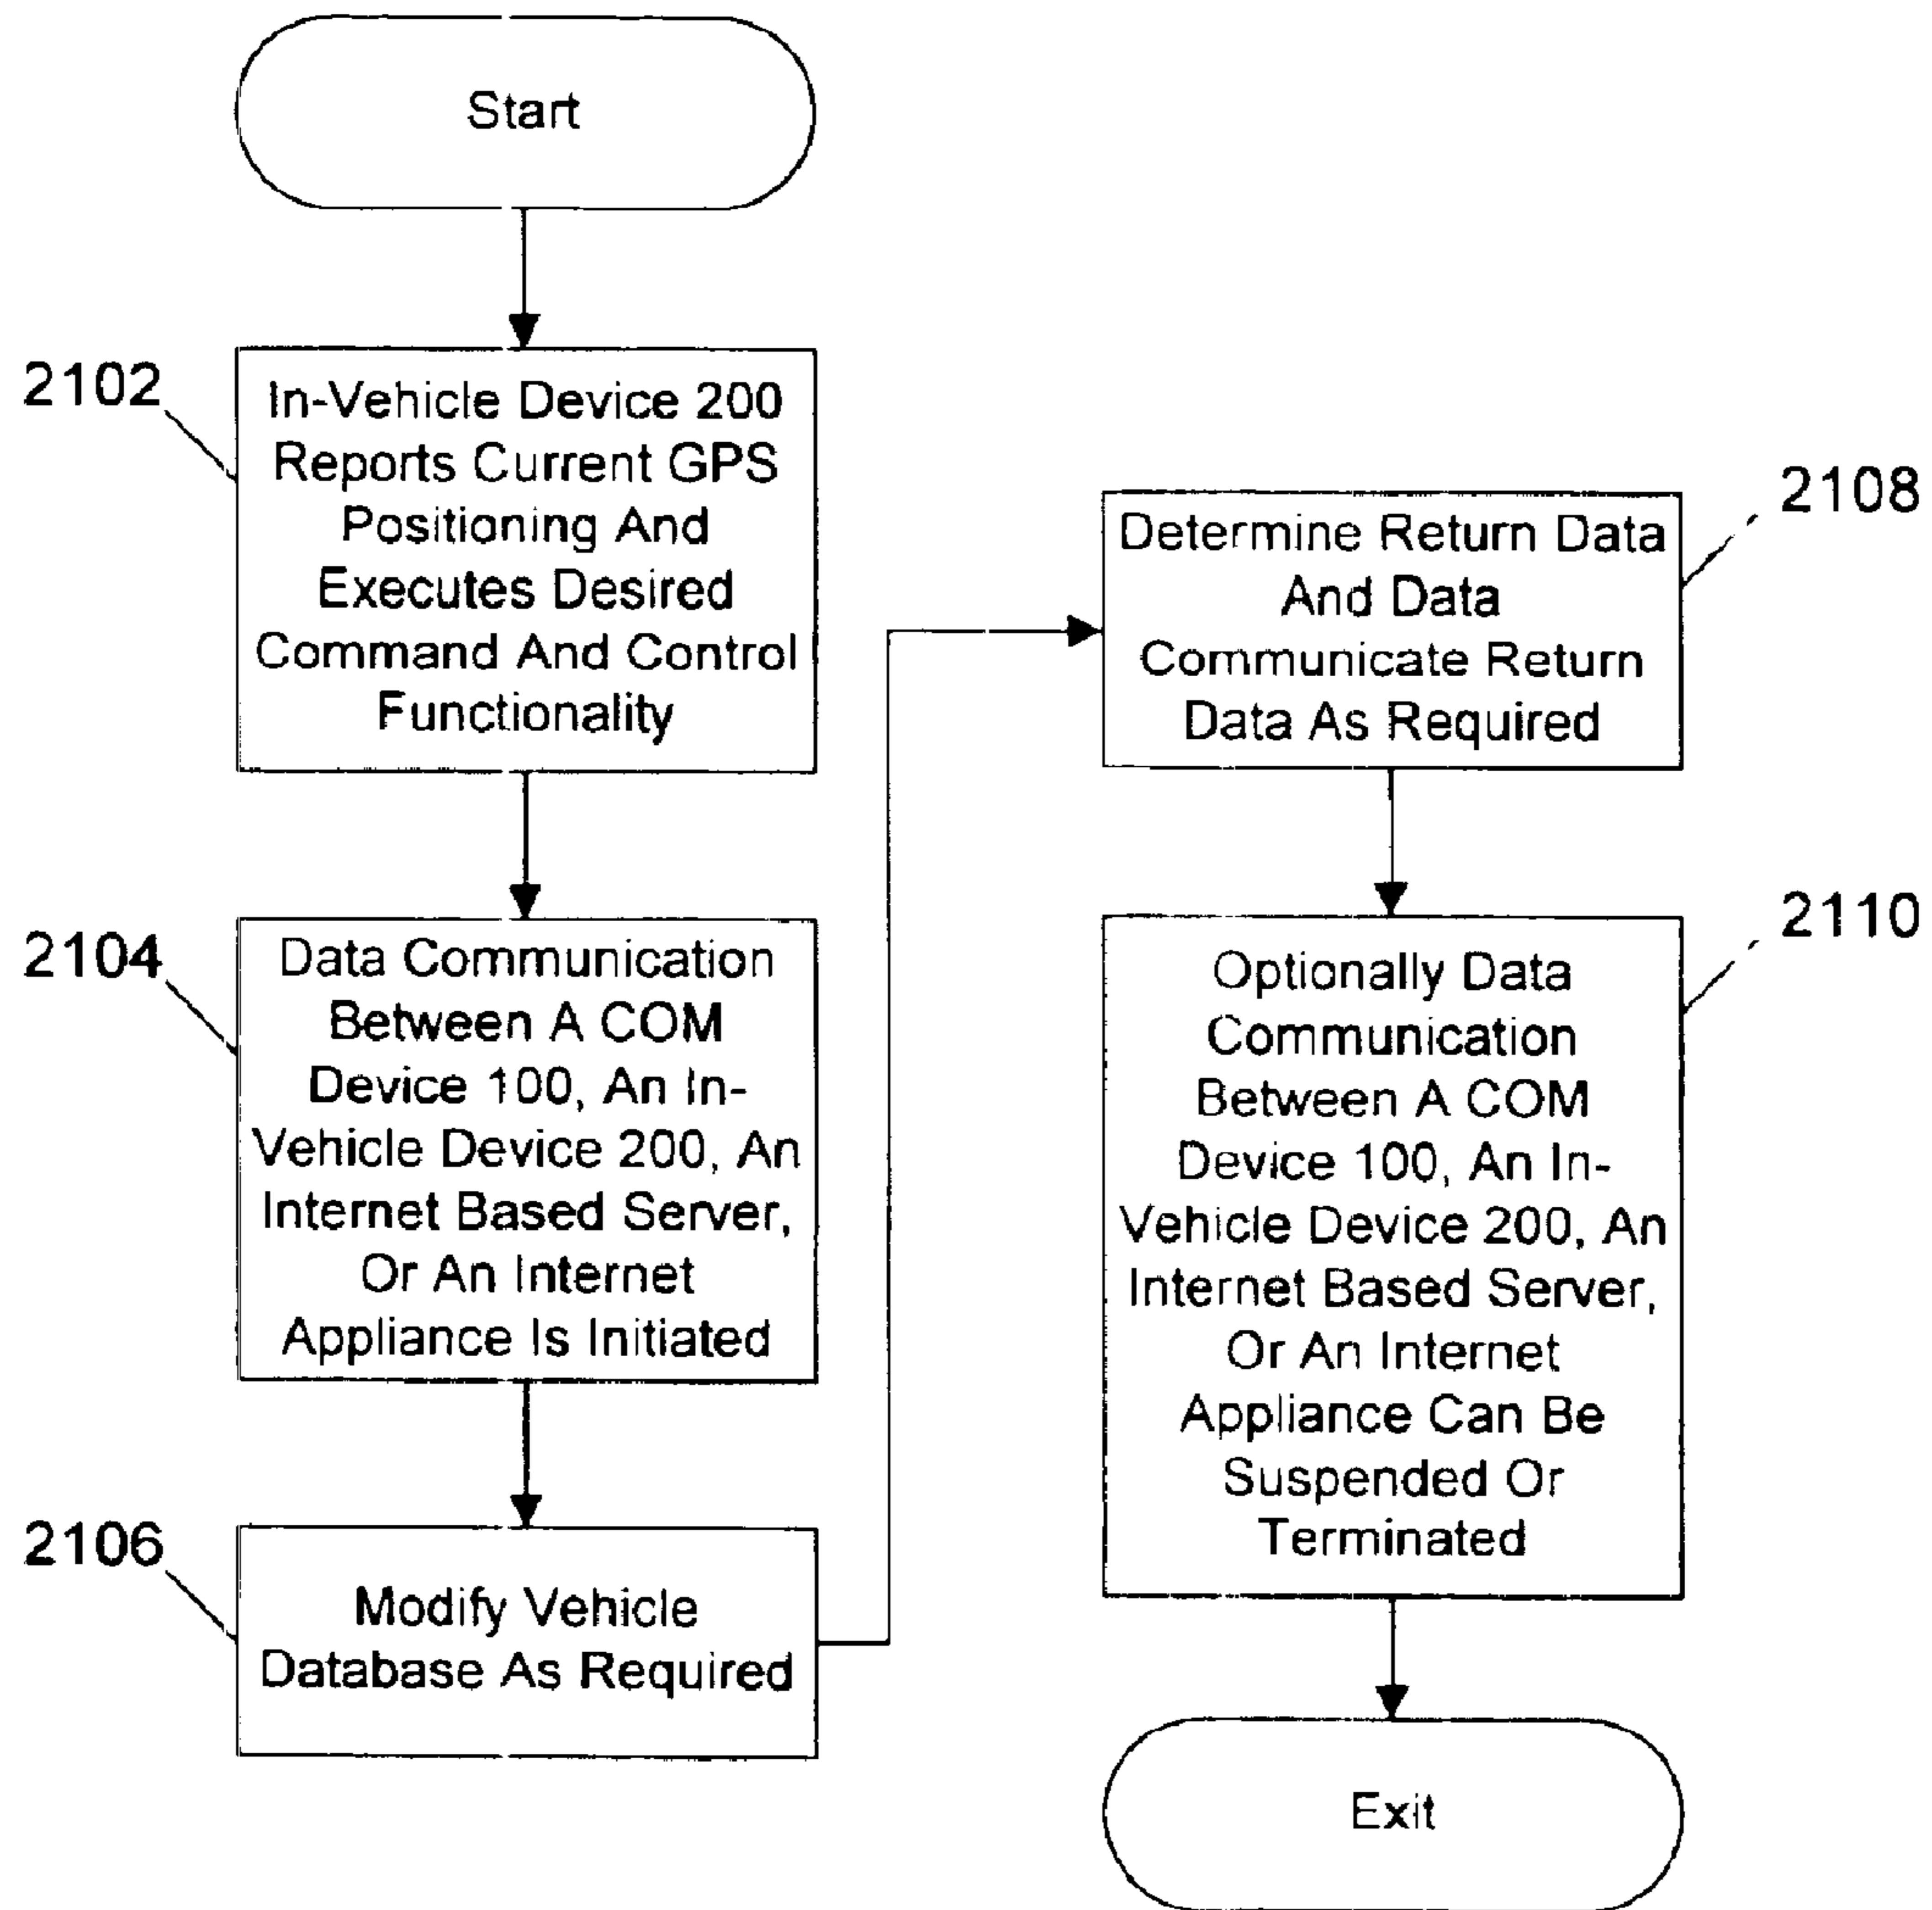 Start
2102
In-Vehicle Device 200
Reports Current GPS
Positioning And
Executes Desired
Command And Control
Functionality
2104
Data Communication
Between A COM
Device 100, An In-
Vehicle Device 200, An
Internet Based Server,
Or An Internet
Appliance Is Initiated
2106
Modify Vehicle
Database As Required
2108
Determine Return Data
And Data
Communicate Return
Data As Required
2110
Optionally Data
Communication
Between A COM
Device 100, An In-
Vehicle Device 200, An
Internet Based Server,
Or An Internet
Appliance Can Be
Suspended Or
Terminated
Exit